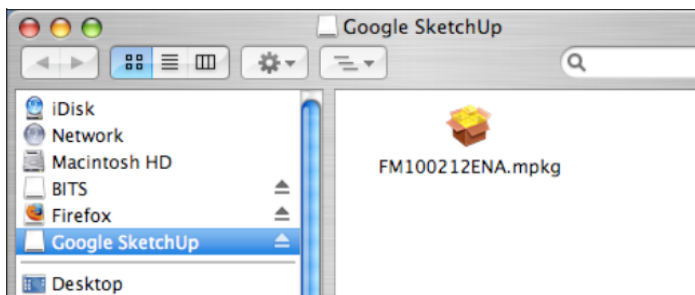 Google SketchUp
iDisk
Network
Macintosh HD
BITS
Firefox
Google SketchUp
Desktop
FM100212ENA.mpkg